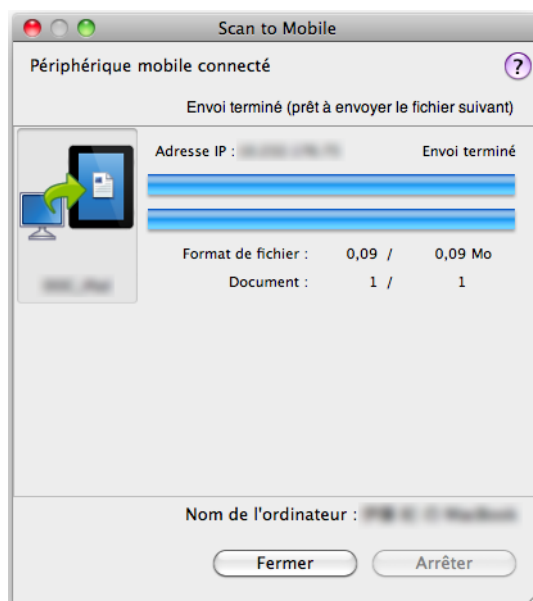 Scan to Mobile
Périphérique mobile connecté
?
Envoi terminé (prêt à envoyer le fichier suivant)
Adresse IP : Envoi terminé
Format de fichier : 0,09 / 0,09 Mo
Document : 1 / 1
Nom de l'ordinateur :
Fermer Arrêter